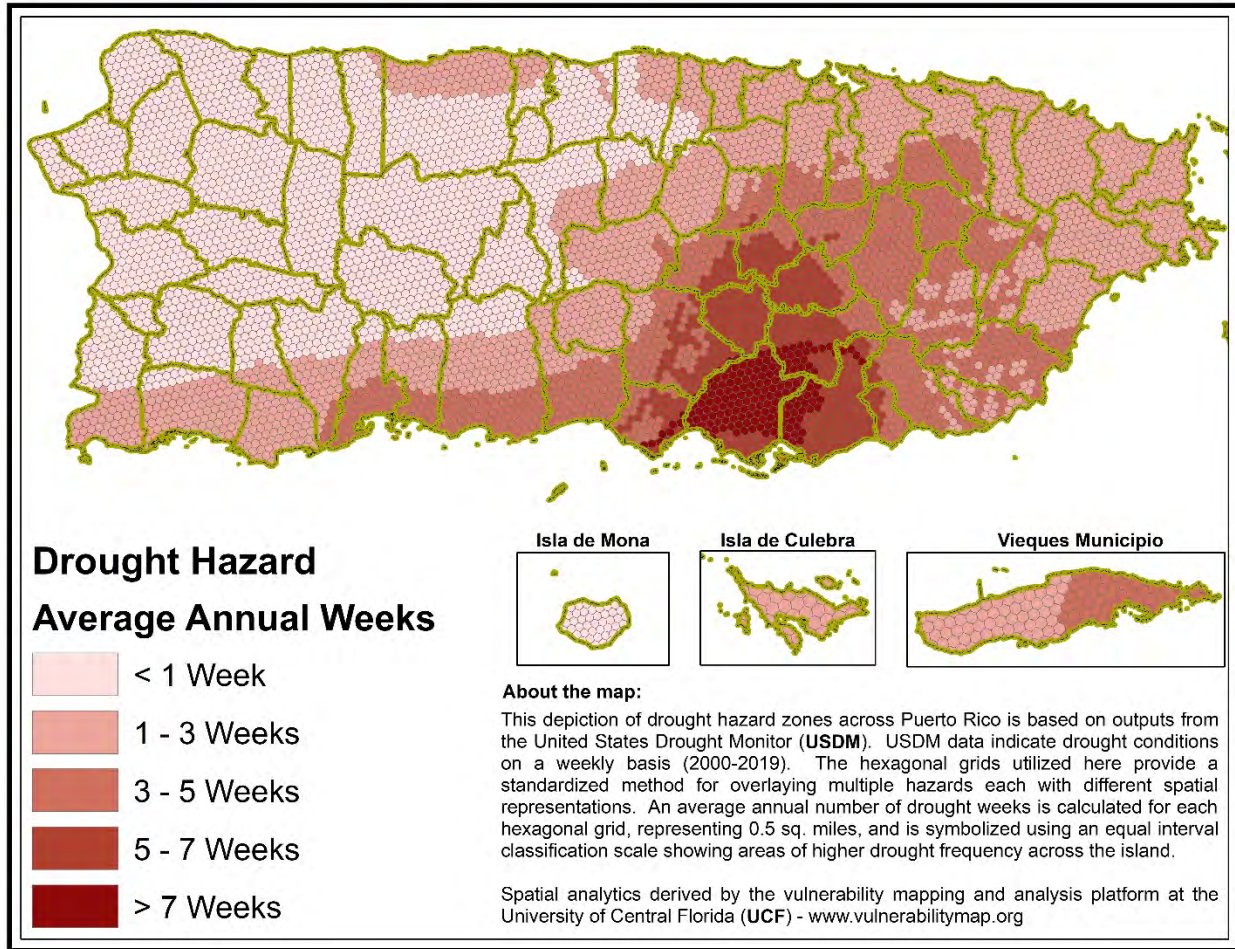 Isla de Mona
Isla de Culebra
Vieques Municipio
Drought Hazard
Average Annual Weeks
< 1 Week
1 - 3 Weeks
3 - 5 Weeks
5 - 7 Weeks
> 7 Weeks
About the map:
This depiction of drought hazard zones across Puerto Rico is based on outputs from
the United States Drought Monitor (USDM). USDM data indicate drought conditions
on a weekly basis (2000-2019). The hexagonal grids utilized here provide a
standardized method for overlaying multiple hazards each with different spatial
representations. An average annual number of drought weeks is calculated for each
hexagonal grid, representing 0.5 sq. miles, and is symbolized using an equal interval
classification scale showing areas of higher drought frequency across the island.
Spatial analytics derived by the vulnerability mapping and analysis platform at the
University of Central Florida (UCF) - www.vulnerabilitymap.org